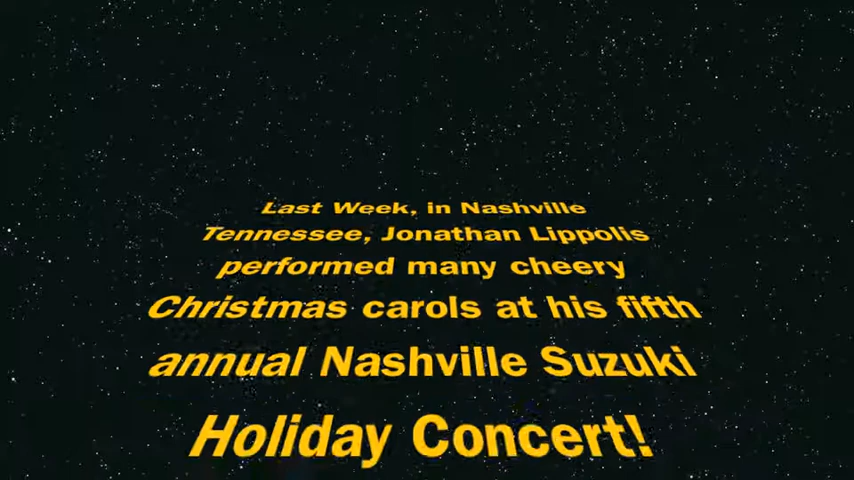 Last Week, in Nashville
Tennessee, Jonathan Lippolis
performed many cheery
Christmas carols at his fifth
annual Nashville Suzuki
Holiday Concert!